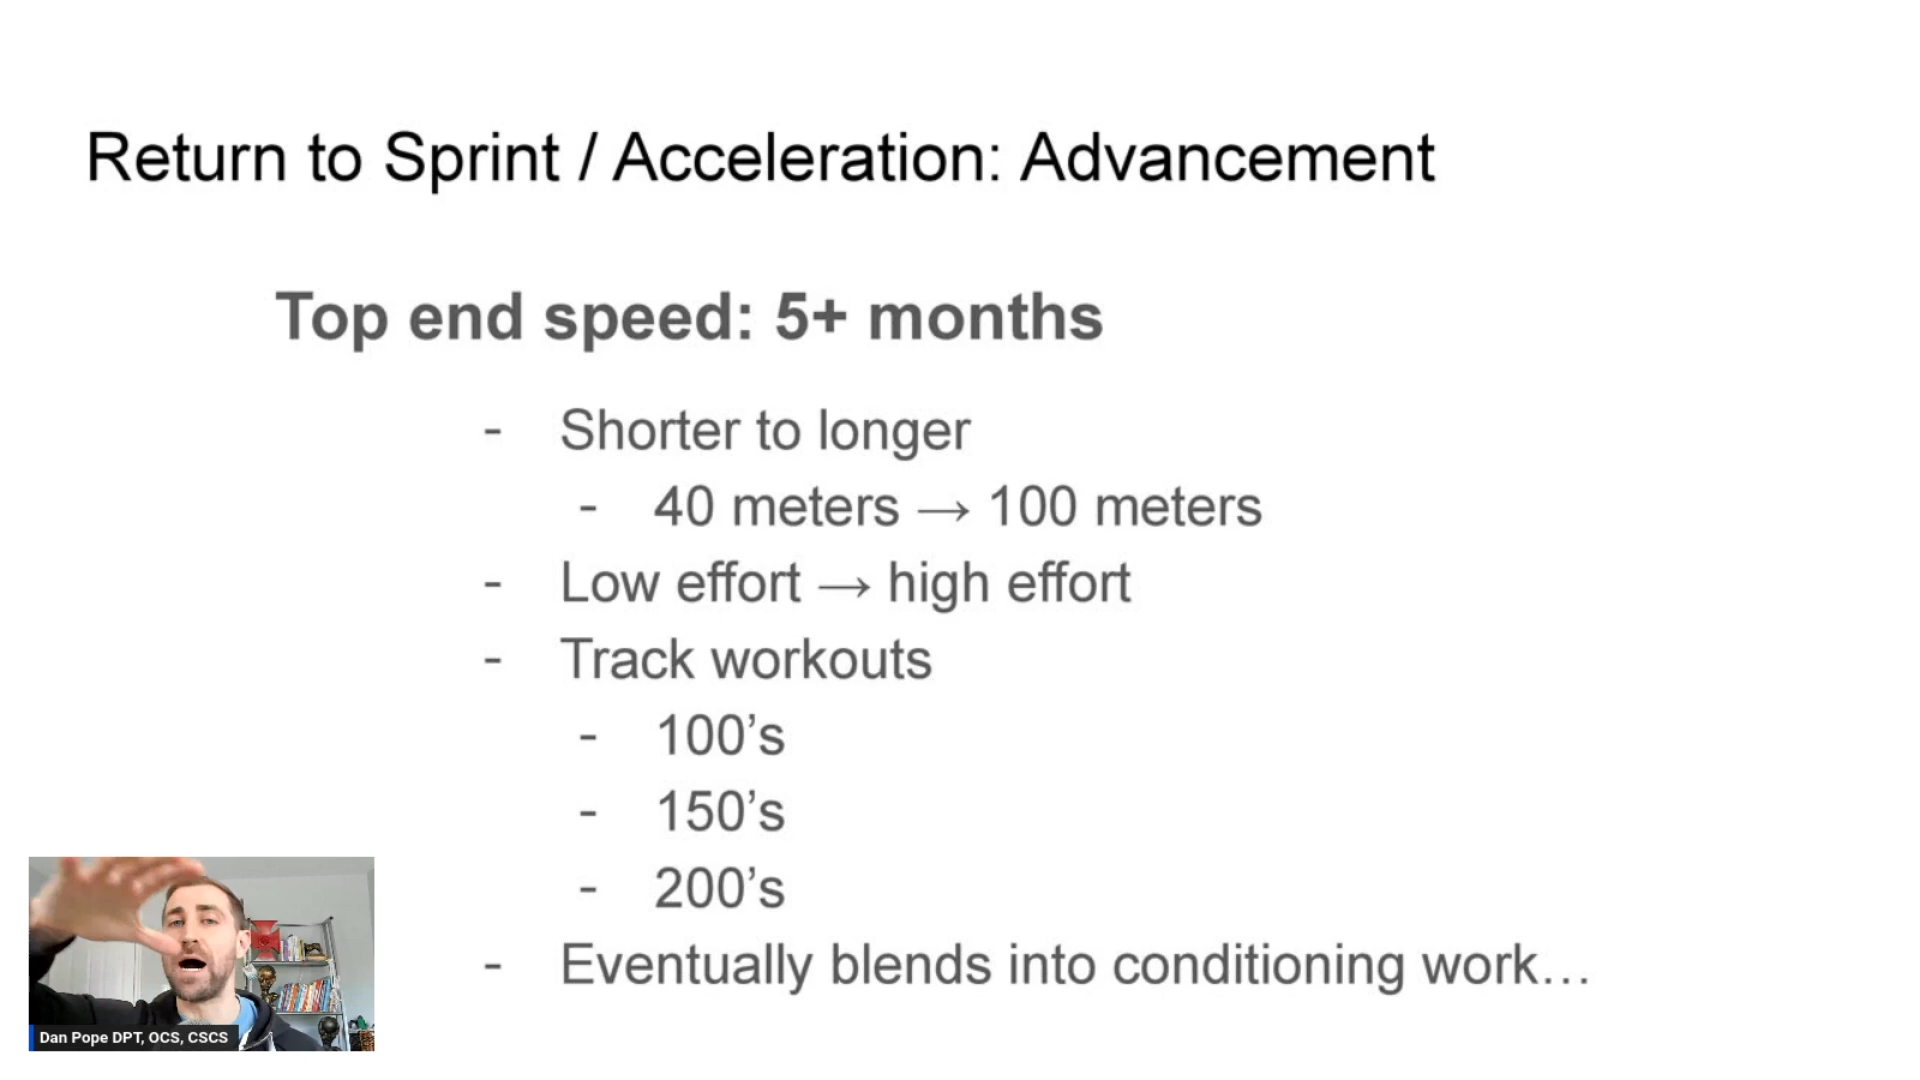 Return to Sprint / Acceleration: Advancement
Top end speed: 5+ months
- Shorter to longer
- 40 meters → 100 meters
- Low effort → high effort
- Track workouts
- 100’s
- 150’s
- 200’s
- Eventually blends into conditioning work…
Dan Pope DPT, OCS, CSCS